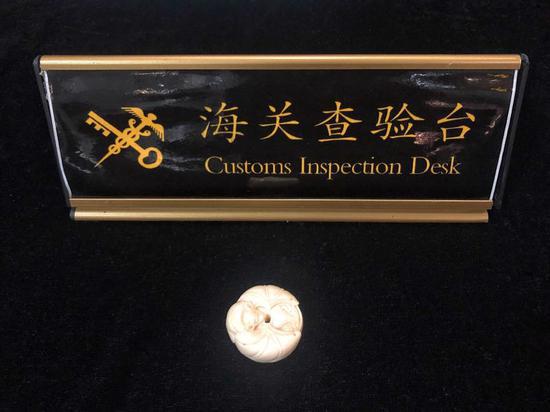 海关查验台
Customs Inspection Desk